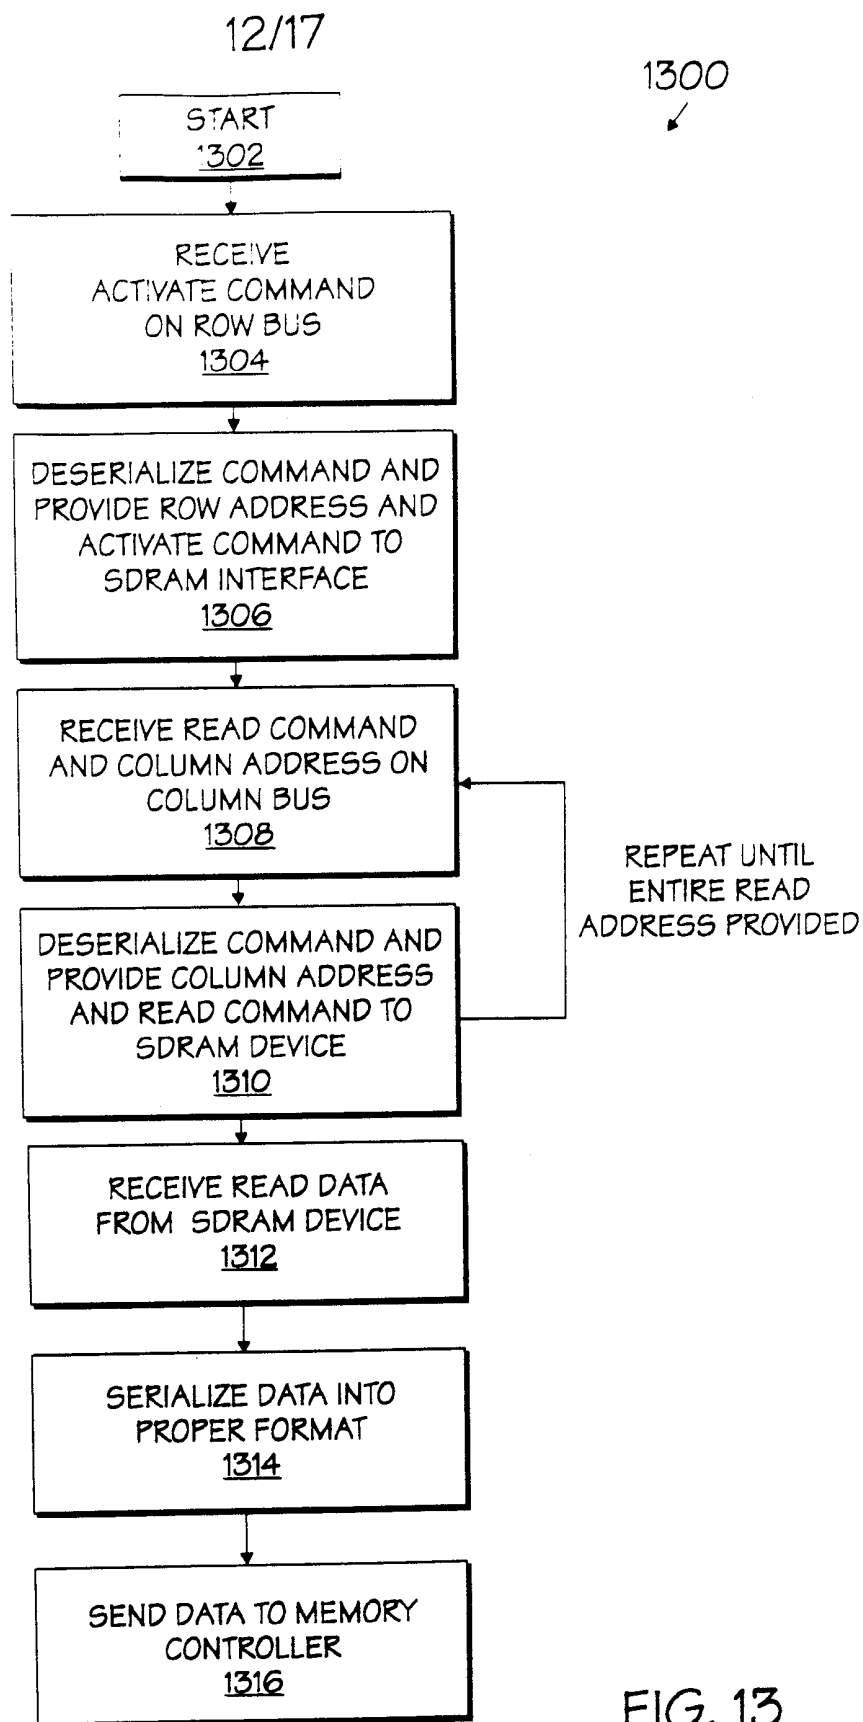 12/17
1300
START
1302
RECEIVE
ACTIVATE COMMAND
ON ROW BUS
1304
DESERIALIZE COMMAND AND
PROVIDE ROW ADDRESS AND
ACTIVATE COMMAND TO
SDRAM INTERFACE
1306
RECEIVE READ COMMAND
AND COLUMN ADDRESS ON
COLUMN BUS
1308
REPEAT UNTIL
ENTIRE READ
ADDRESS PROVIDED
DESERIALIZE COMMAND AND
PROVIDE COLUMN ADDRESS
AND READ COMMAND TO
SDRAM DEVICE
1310
RECEIVE READ DATA
FROM SDRAM DEVICE
1312
SERIALIZE DATA INTO
PROPER FORMAT
1314
SEND DATA TO MEMORY
CONTROLLER
1316
FIG. 13